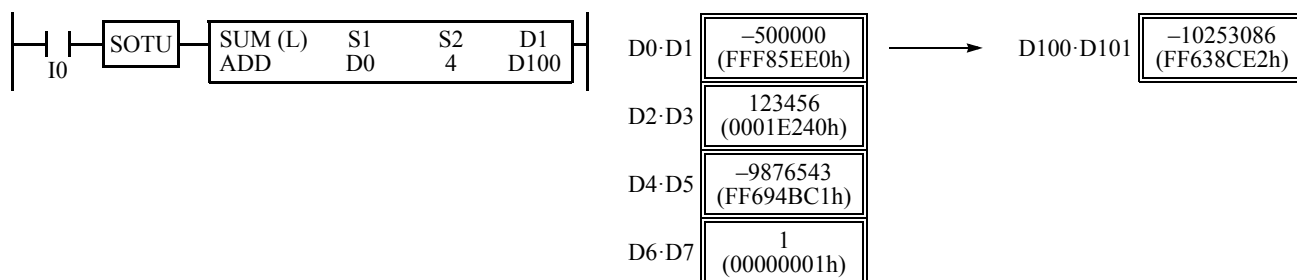 I0
SOTU
SUM (L) S1 S2 D1
ADD D0 4 D100
D0·D1 –500000
(FFF85EE0h)
D2·D3 123456
(0001E240h)
D4·D5 –9876543
(FF694BC1h)
D6·D7 1
(00000001h)
D100·D101 –10253086
(FF638CE2h)